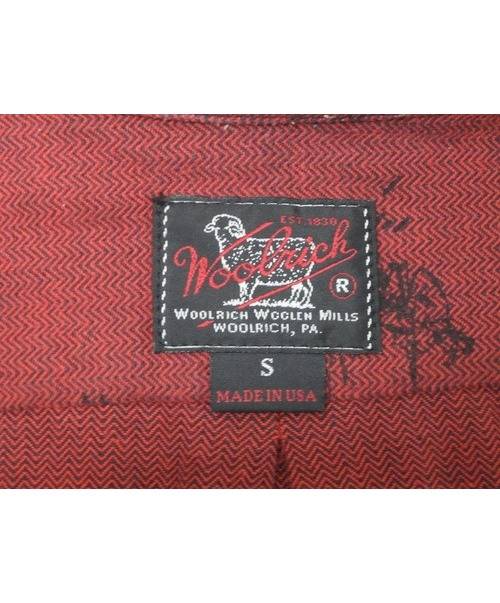 EST. 1830
Woolrich
R
WOOLRICH WOOLEN MILLS
WOOLRICH, PA.
S
MADE IN USA